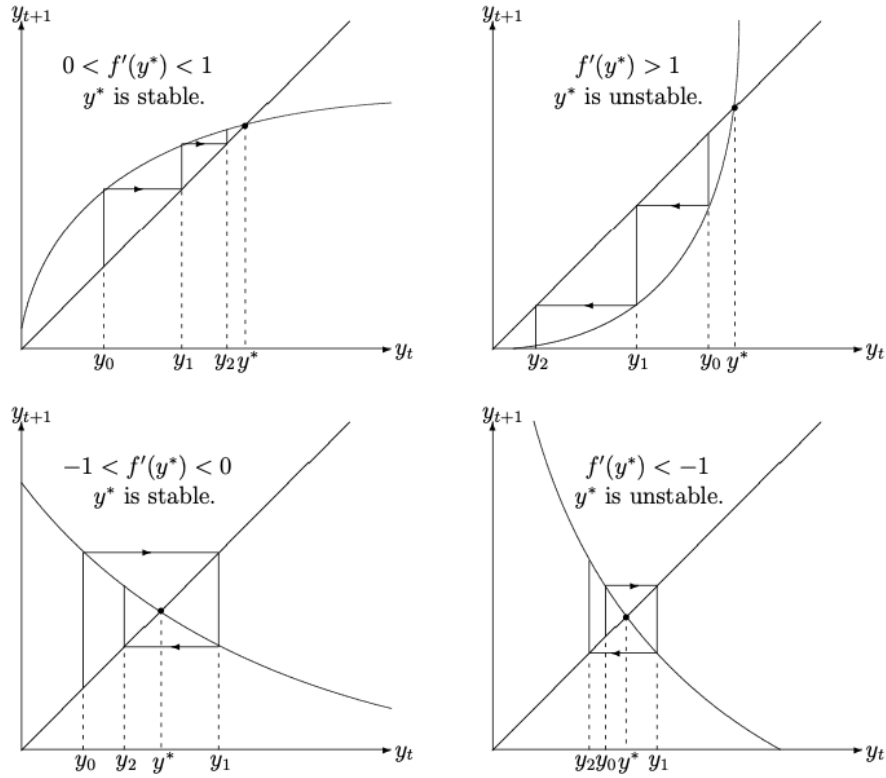 y_{t+1}
0 < f'(y*) < 1
y* is stable.
y_0 y_1 y_2 y* y_t
y_{t+1}
f'(y*) > 1
y* is unstable.
y_2 y_1 y_0 y* y_t
y_{t+1}
−1 < f'(y*) < 0
y* is stable.
y_0 y_2 y* y_1 y_t
y_{t+1}
f'(y*) < −1
y* is unstable.
y_2 y_0 y* y_1 y_t